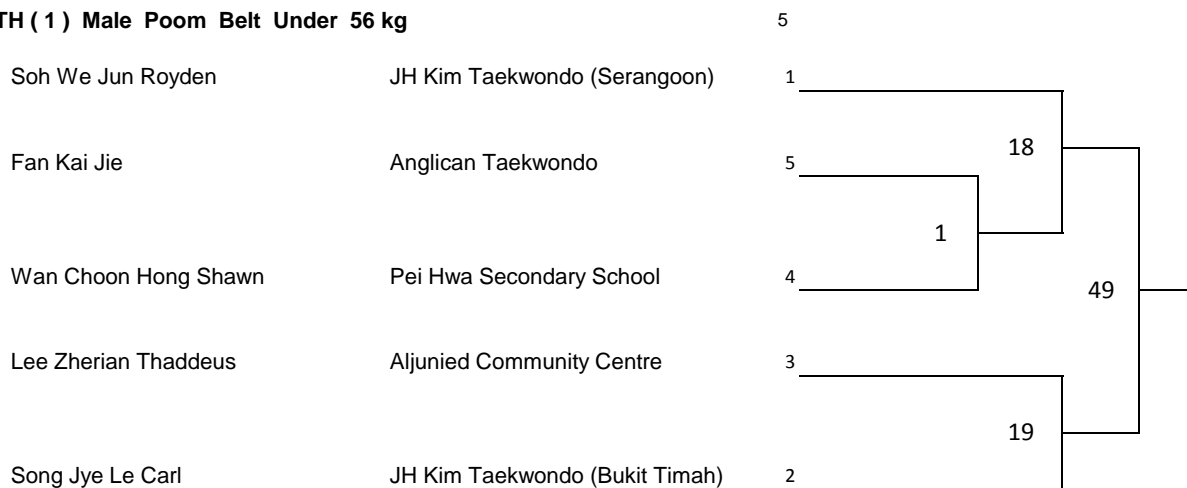 TH ( 1 ) Male Poom Belt Under 56 kg 5
Soh We Jun Royden JH Kim Taekwondo (Serangoon) 1
18
Fan Kai Jie Anglican Taekwondo 5
1
Wan Choon Hong Shawn Pei Hwa Secondary School 4
49
Lee Zherian Thaddeus Aljunied Community Centre 3
19
Song Jye Le Carl JH Kim Taekwondo (Bukit Timah) 2